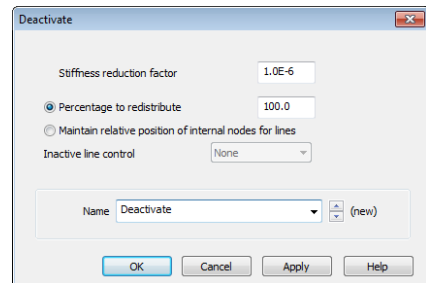 Deactivate
Stiffness reduction factor 1.0E-6
Percentage to redistribute 100.0
Maintain relative position of internal nodes for lines
Inactive line control None
Name Deactivate (new)
OK Cancel Apply Help